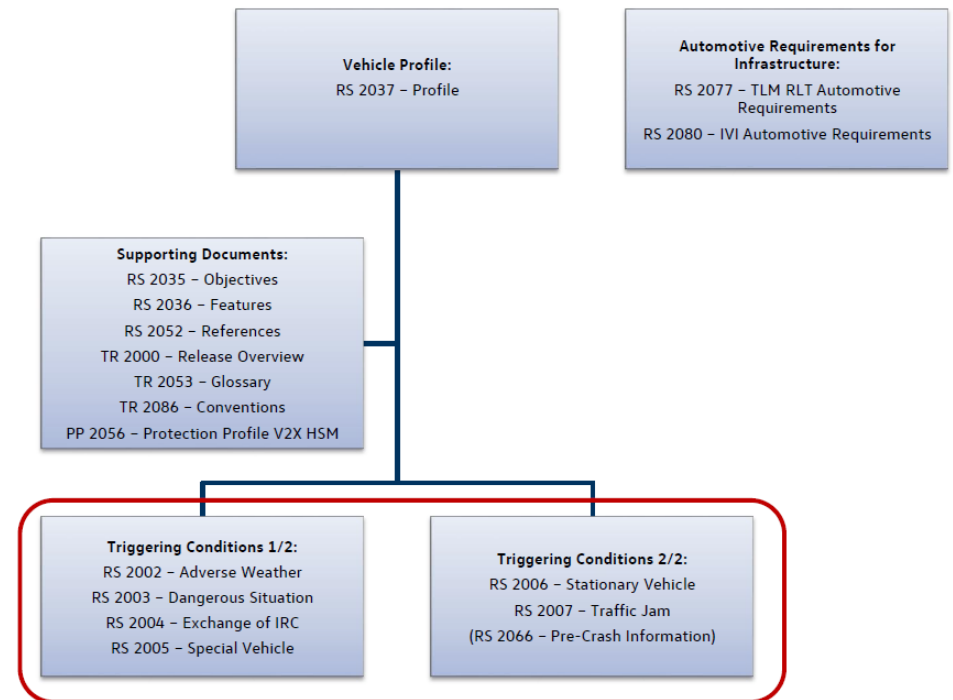 Vehicle Profile:
RS 2037 – Profile
Automotive Requirements for
Infrastructure:
RS 2077 – TLM RLT Automotive
Requirements
RS 2080 – IVI Automotive Requirements
Supporting Documents:
RS 2035 – Objectives
RS 2036 – Features
RS 2052 – References
TR 2000 – Release Overview
TR 2053 – Glossary
TR 2086 – Conventions
PP 2056 – Protection Profile V2X HSM
Triggering Conditions 1/2:
RS 2002 – Adverse Weather
RS 2003 – Dangerous Situation
RS 2004 – Exchange of IRC
RS 2005 – Special Vehicle
Triggering Conditions 2/2:
RS 2006 – Stationary Vehicle
RS 2007 – Traffic Jam
(RS 2066 – Pre-Crash Information)